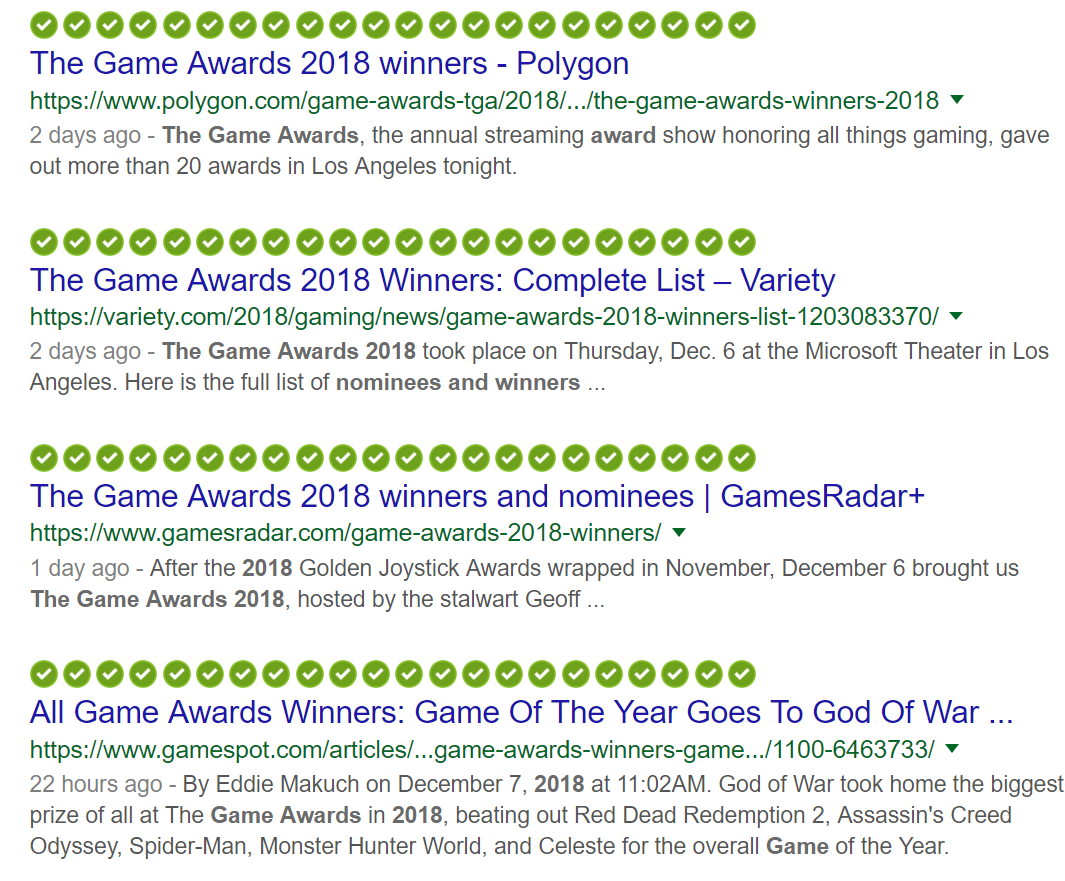 The Game Awards 2018 winners - Polygon
https://www.polygon.com/game-awards-tga/2018/.../the-game-awards-winners-2018
2 days ago - The Game Awards, the annual streaming award show honoring all things gaming, gave
out more than 20 awards in Los Angeles tonight.
The Game Awards 2018 Winners: Complete List – Variety
https://variety.com/2018/gaming/news/game-awards-2018-winners-list-1203083370/
2 days ago - The Game Awards 2018 took place on Thursday, Dec. 6 at the Microsoft Theater in Los
Angeles. Here is the full list of nominees and winners ...
The Game Awards 2018 winners and nominees | GamesRadar+
https://www.gamesradar.com/game-awards-2018-winners/
1 day ago - After the 2018 Golden Joystick Awards wrapped in November, December 6 brought us
The Game Awards 2018, hosted by the stalwart Geoff ...
All Game Awards Winners: Game Of The Year Goes To God Of War ...
https://www.gamespot.com/articles/...game-awards-winners-game.../1100-6463733/
22 hours ago - By Eddie Makuch on December 7, 2018 at 11:02AM. God of War took home the biggest
prize of all at The Game Awards in 2018, beating out Red Dead Redemption 2, Assassin's Creed
Odyssey, Spider-Man, Monster Hunter World, and Celeste for the overall Game of the Year.